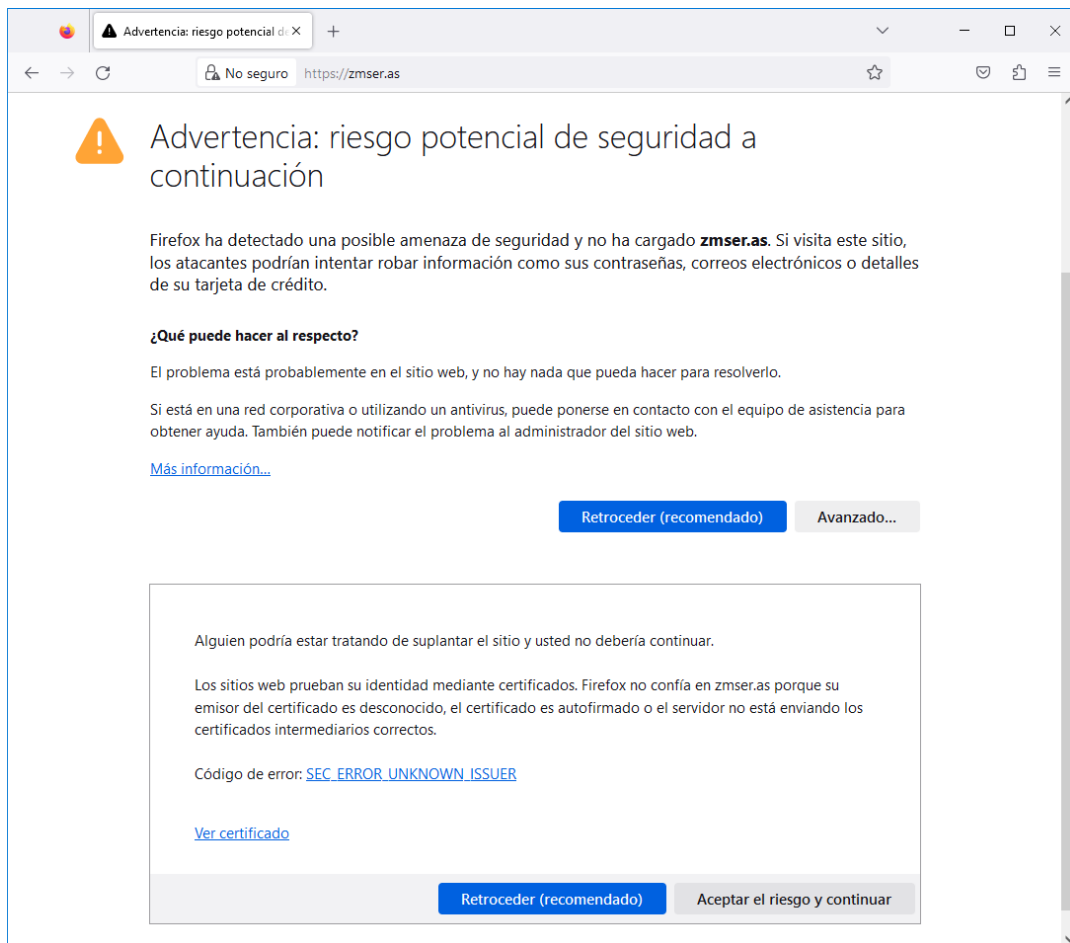 Advertencia: riesgo potencial de
No seguro https://zmser.as
Advertencia: riesgo potencial de seguridad a
continuación
Firefox ha detectado una posible amenaza de seguridad y no ha cargado zmser.as. Si visita este sitio,
los atacantes podrían intentar robar información como sus contraseñas, correos electrónicos o detalles
de su tarjeta de crédito.
¿Qué puede hacer al respecto?
El problema está probablemente en el sitio web, y no hay nada que pueda hacer para resolverlo.
Si está en una red corporativa o utilizando un antivirus, puede ponerse en contacto con el equipo de asistencia para
obtener ayuda. También puede notificar el problema al administrador del sitio web.
Más información...
Retroceder (recomendado) Avanzado...
Alguien podría estar tratando de suplantar el sitio y usted no debería continuar.
Los sitios web prueban su identidad mediante certificados. Firefox no confía en zmser.as porque su
emisor del certificado es desconocido, el certificado es autofirmado o el servidor no está enviando los
certificados intermediarios correctos.
Código de error: SEC_ERROR_UNKNOWN_ISSUER
Ver certificado
Retroceder (recomendado) Aceptar el riesgo y continuar